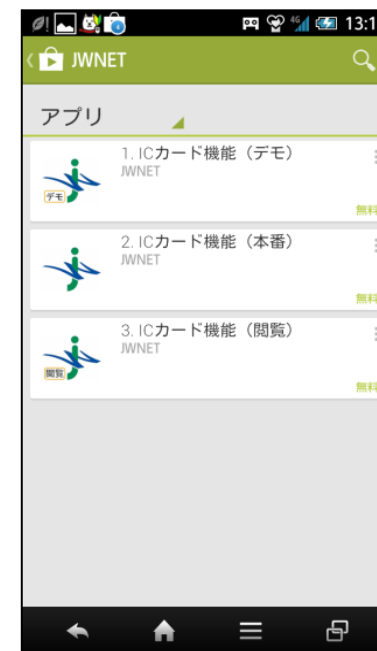 4G
13:1
JWNET
アプリ
1. ICカード機能（デモ）
JWNET
デモ
無料
2. ICカード機能（本番）
JWNET
無料
3. ICカード機能（閲覧）
JWNET
閲覧
無料